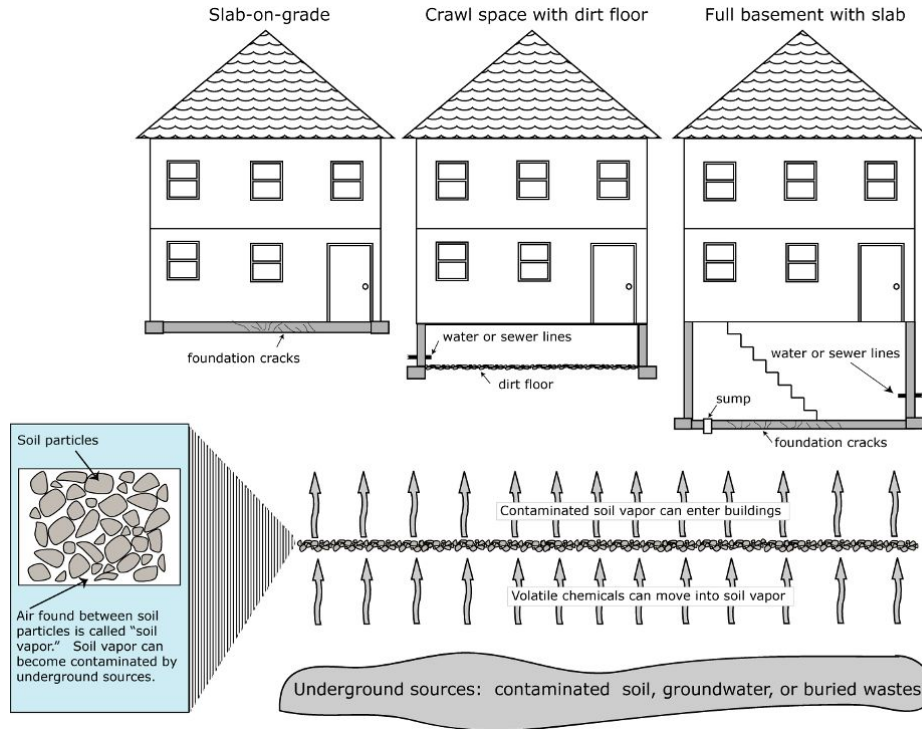 Slab-on-grade
Crawl space with dirt floor
Full basement with slab
foundation cracks
water or sewer lines
dirt floor
water or sewer lines
sump
foundation cracks
Soil particles
Air found between soil
particles is called “soil
vapor.” Soil vapor can
become contaminated by
underground sources.
Contaminated soil vapor can enter buildings
Volatile chemicals can move into soil vapor
Underground sources: contaminated soil, groundwater, or buried wastes